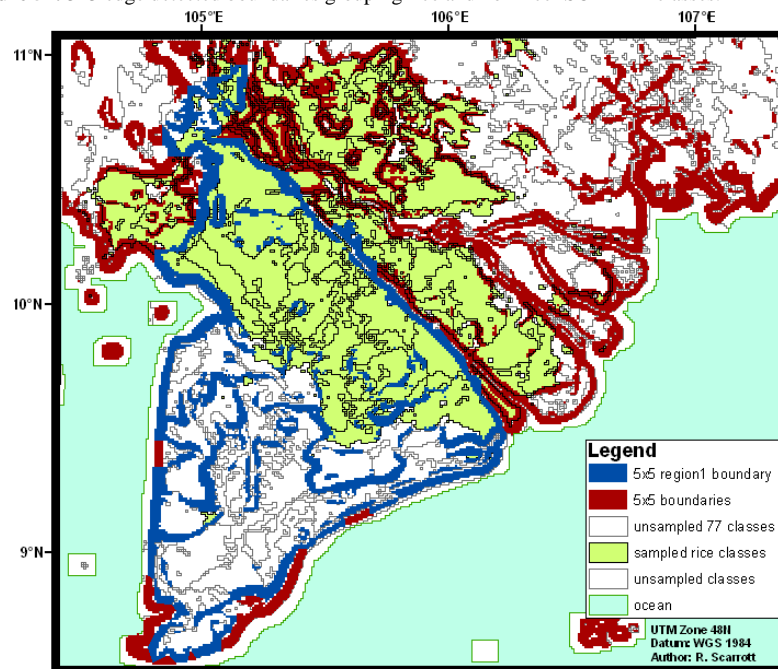 105°E 106°E 107°E
11°N
10°N
9°N
Legend
5x5 region1 boundary
5x5 boundaries
unsampled 77 classes
sampled rice classes
unsampled classes
ocean
UTM Zone 48N
Datum: WGS 1984
Author: R. Scarrott